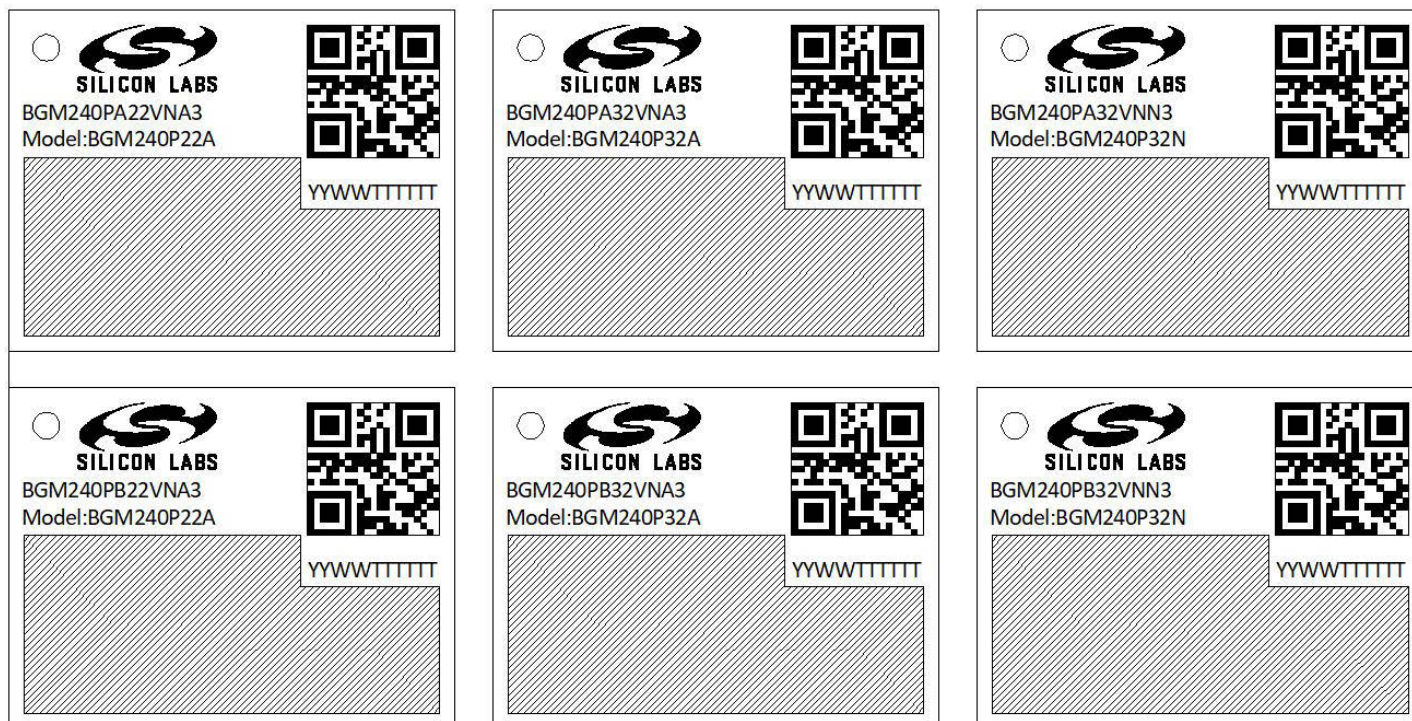 SILICON LABS
BGM240PA22VNA3
Model:BGM240P22A
YYWWTTTTTT
SILICON LABS
BGM240PA32VNA3
Model:BGM240P32A
YYWWTTTTTT
SILICON LABS
BGM240PA32VNN3
Model:BGM240P32N
YYWWTTTTTT
SILICON LABS
BGM240PB22VNA3
Model:BGM240P22A
YYWWTTTTTT
SILICON LABS
BGM240PB32VNA3
Model:BGM240P32A
YYWWTTTTTT
SILICON LABS
BGM240PB32VNN3
Model:BGM240P32N
YYWWTTTTTT